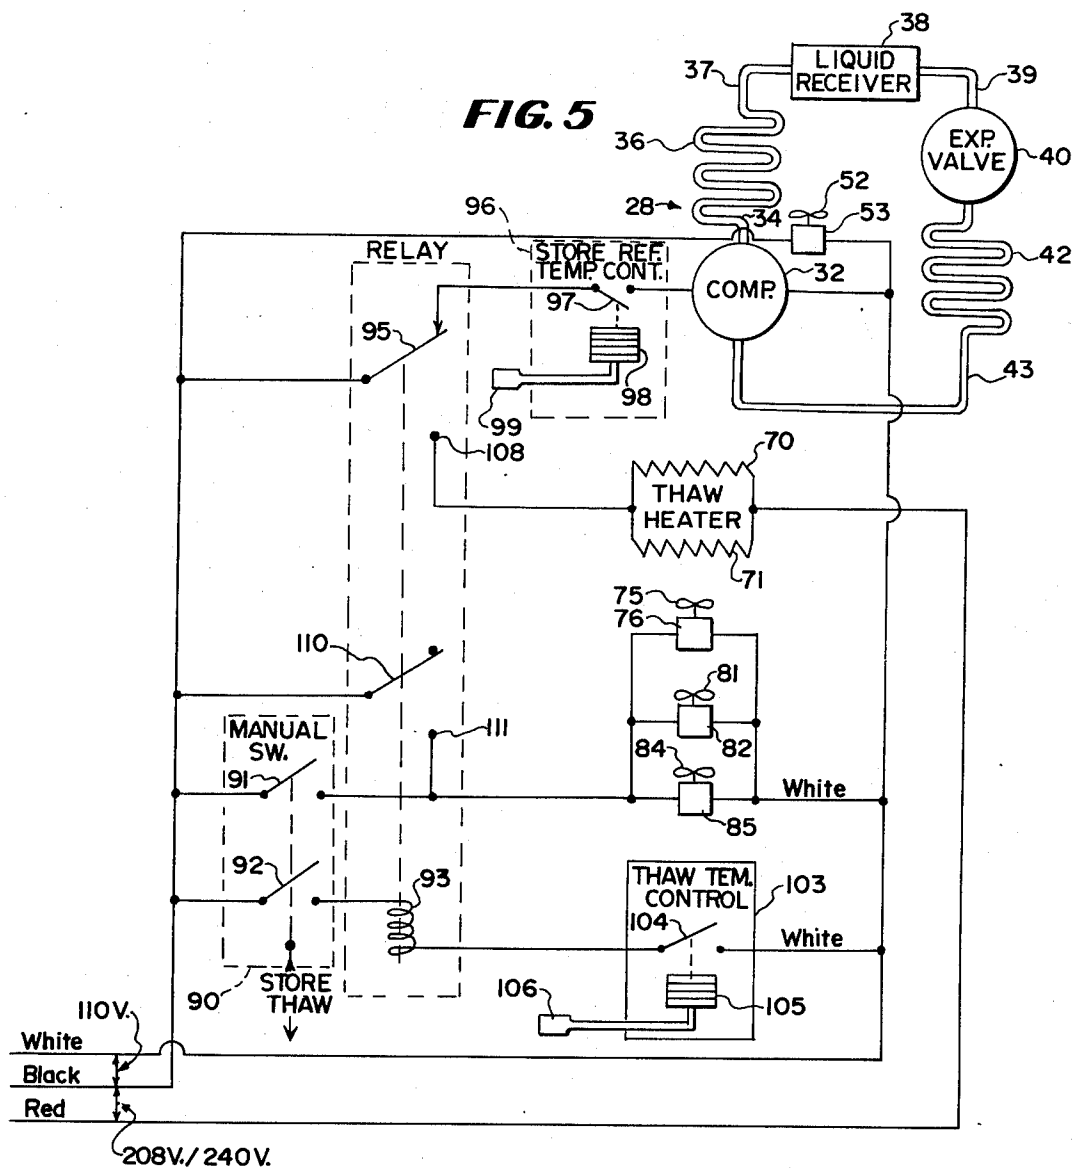 38
37
LIQUID
RECEIVER
39
FIG. 5
36
EXP.
VALVE
40
52
28
34
53
96
RELAY
STORE REF.
TEMP. CONT.
97
COMP.
32
42
95
98
99
43
108
70
THAW
HEATER
71
75
76
110
81
82
MANUAL
SW.
111
84
91
White
85
92
93
THAW TEM.
CONTROL
103
104
White
STORE
THAW
90
106
105
110V.
White
Black
Red
208V./240V.